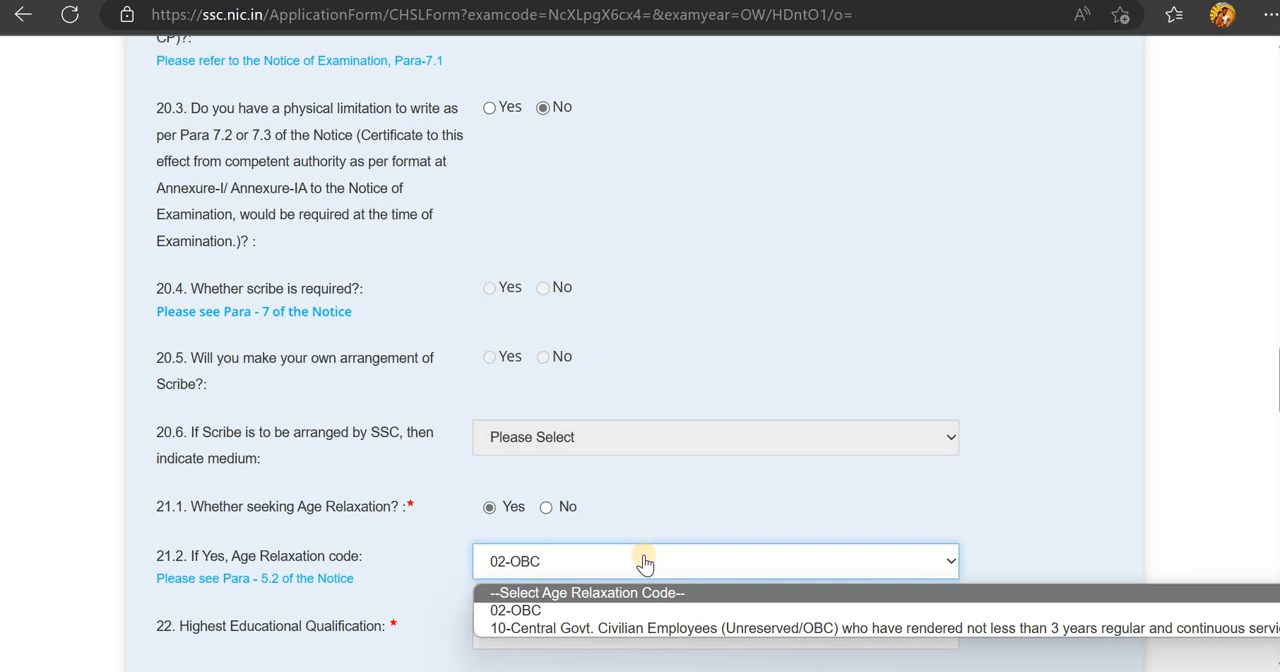 https://ssc.nic.in/ApplicationForm/CHSLForm?examcode=NcXLpgX6cx4=&examyear=OW/HDntO1/o=
CP)?:
Please refer to the Notice of Examination, Para-7.1
20.3. Do you have a physical limitation to write as
per Para 7.2 or 7.3 of the Notice (Certificate to this
effect from competent authority as per format at
Annexure-I/ Annexure-IA to the Notice of
Examination, would be required at the time of
Examination.)? :
Yes No
20.4. Whether scribe is required?:
Yes No
Please see Para - 7 of the Notice
20.5. Will you make your own arrangement of
Scribe?:
Yes No
20.6. If Scribe is to be arranged by SSC, then
indicate medium:
Please Select
21.1. Whether seeking Age Relaxation? :*
Yes No
21.2. If Yes, Age Relaxation code:
Please see Para - 5.2 of the Notice
02-OBC
--Select Age Relaxation Code--
02-OBC
10-Central Govt. Civilian Employees (Unreserved/OBC) who have rendered not less than 3 years regular and continuous servi
22. Highest Educational Qualification: *